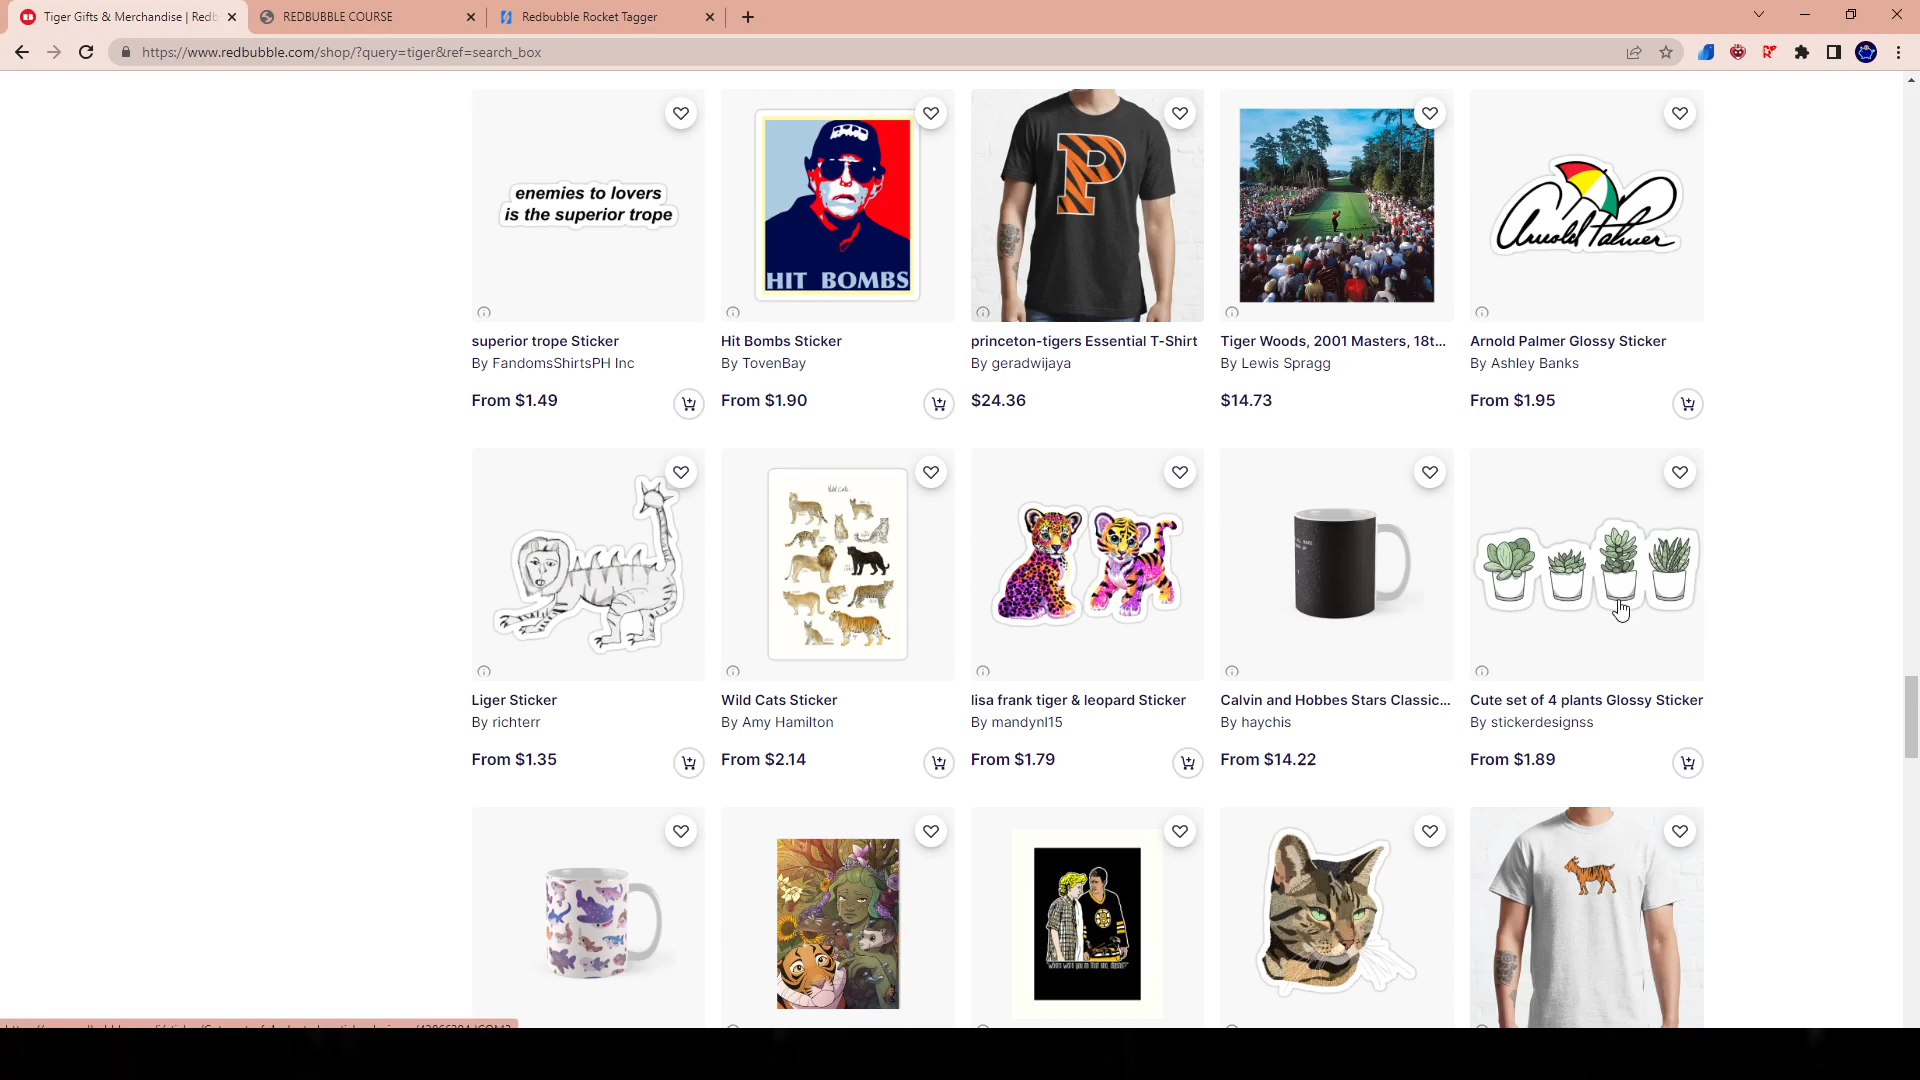 Tiger Gifts & Merchandise | Redb
REDBUBBLE COURSE
Redbubble Rocket Tagger
https://www.redbubble.com/shop/?query=tiger&ref=search_box
enemies to lovers
is the superior trope
HIT BOMBS
P
Arnold Palmer
superior trope Sticker
By FandomsShirtsPH Inc
From $1.49
Hit Bombs Sticker
By TovenBay
From $1.90
princeton-tigers Essential T-Shirt
By geradwijaya
$24.36
Tiger Woods, 2001 Masters, 18t...
By Lewis Spragg
$14.73
Arnold Palmer Glossy Sticker
By Ashley Banks
From $1.95
Wild Cats
Liger Sticker
By richterr
From $1.35
Wild Cats Sticker
By Amy Hamilton
From $2.14
lisa frank tiger & leopard Sticker
By mandynl15
From $1.79
Calvin and Hobbes Stars Classic...
By haychis
From $14.22
Cute set of 4 plants Glossy Sticker
By stickerdesignss
From $1.89